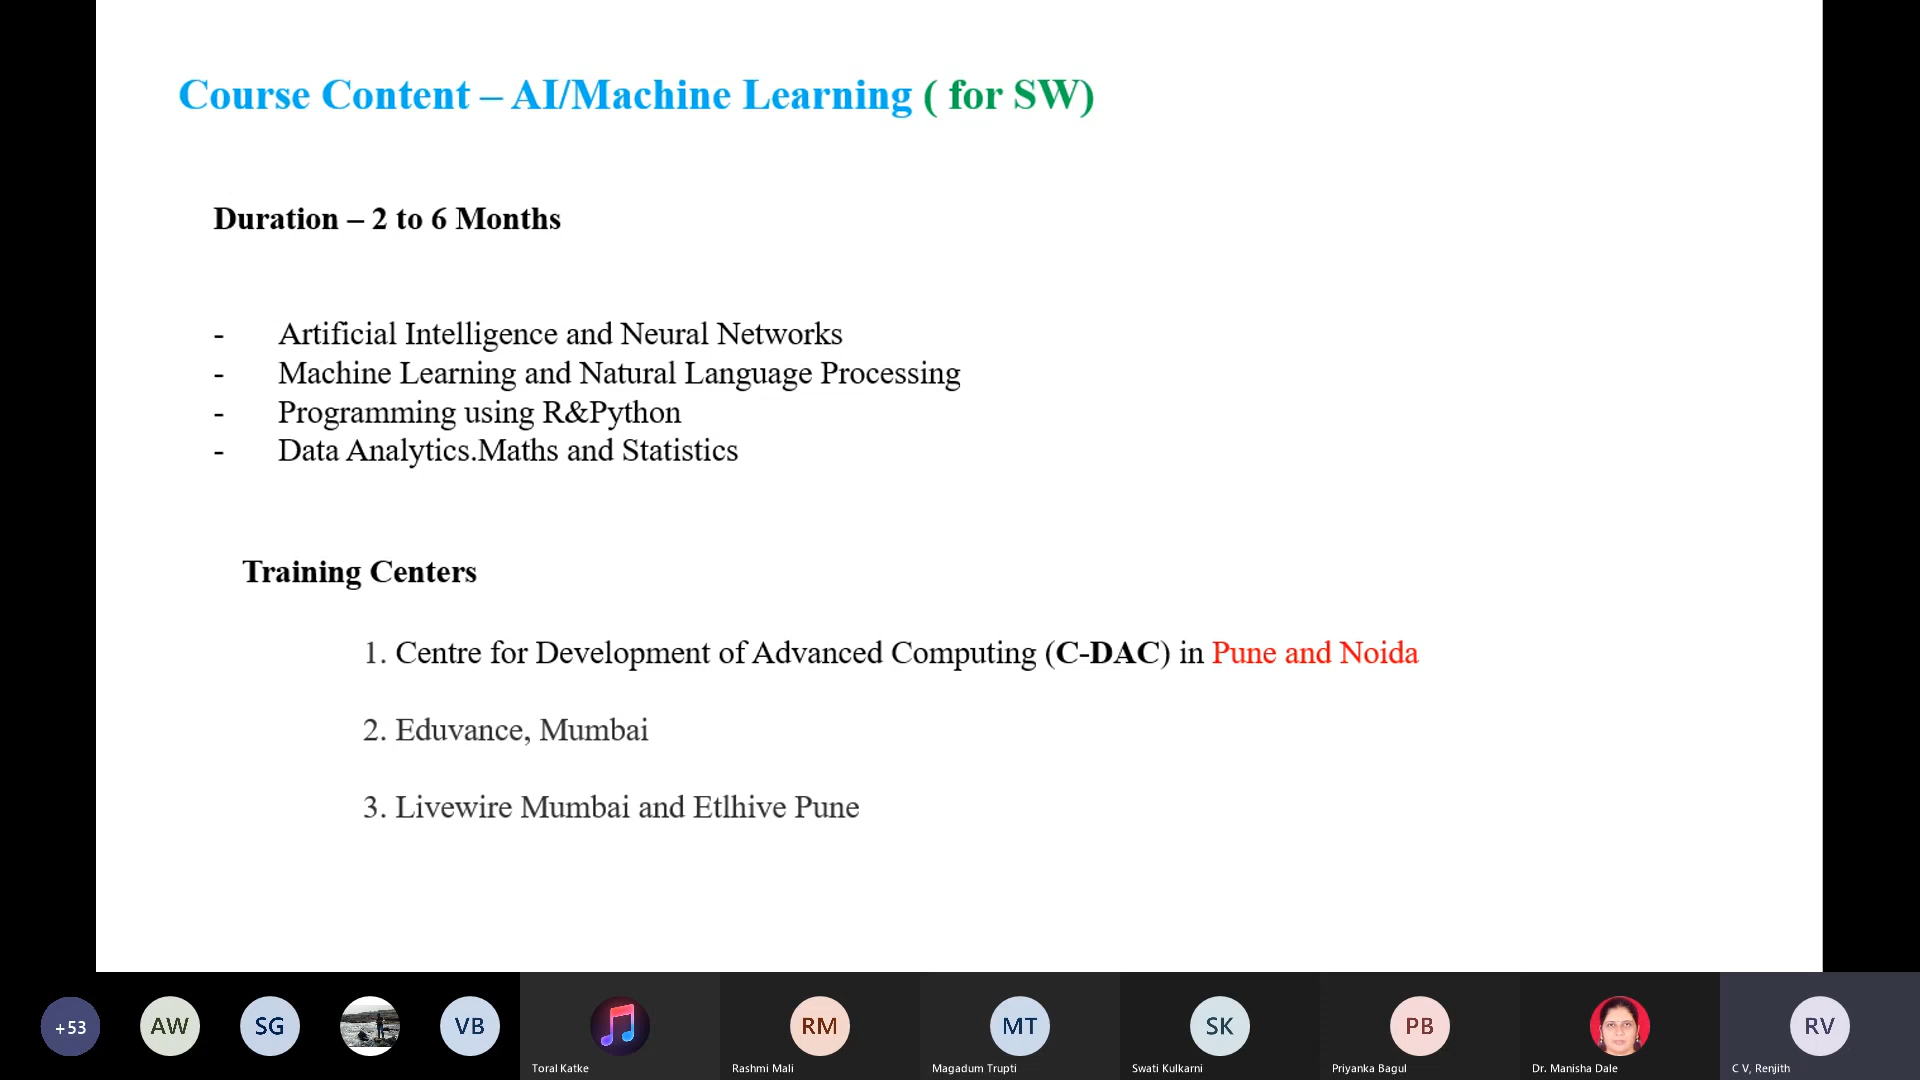 Course Content – AI/Machine Learning ( for SW)
Duration – 2 to 6 Months
- Artificial Intelligence and Neural Networks
- Machine Learning and Natural Language Processing
- Programming using R&Python
- Data Analytics.Maths and Statistics
Training Centers
1. Centre for Development of Advanced Computing (C-DAC) in Pune and Noida
2. Eduvance, Mumbai
3. Livewire Mumbai and Etlhive Pune
+53 AW SG VB RM MT SK PB RV
Toral Katke Rashmi Mali Magadum Trupti Swati Kulkarni Priyanka Bagul Dr. Manisha Dale C V, Renjith